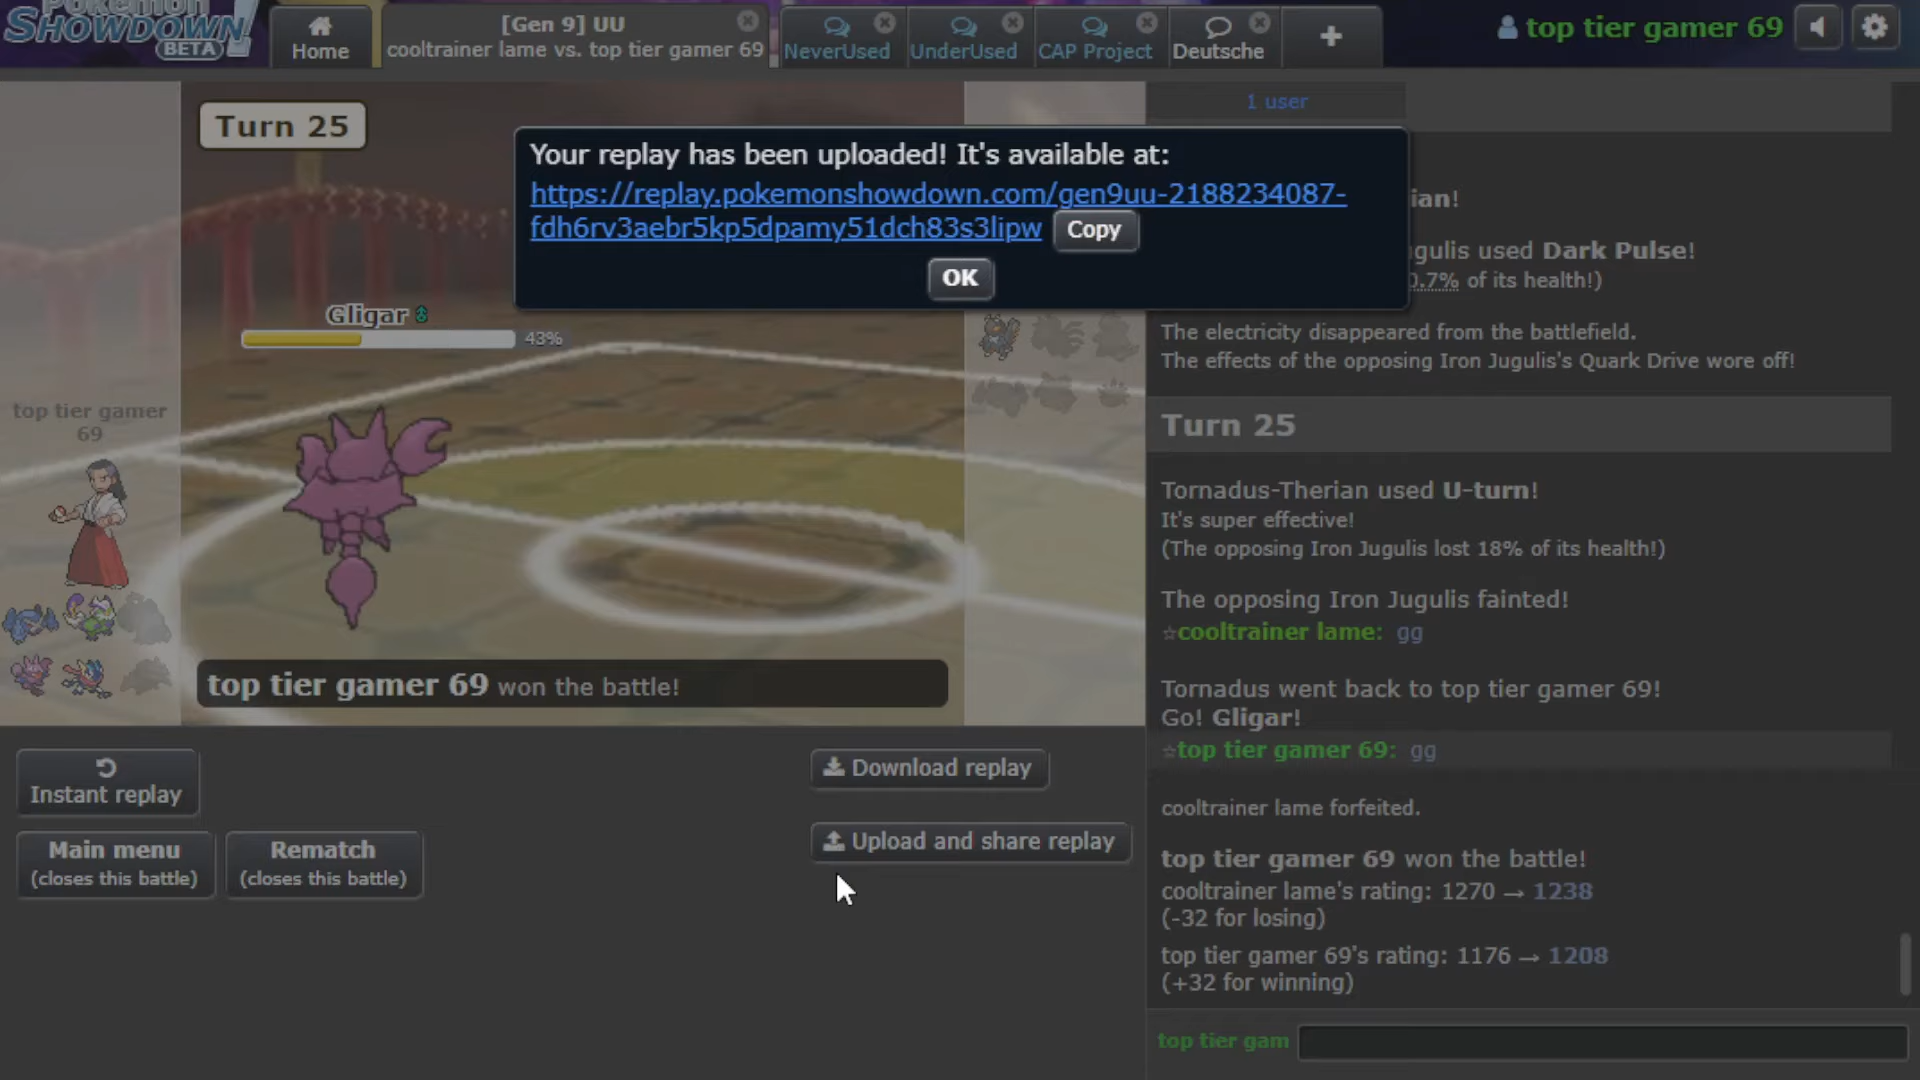 Pokémon
SHOWDOWN!
BETA
Home
[Gen 9] UU
cooltrainer lame vs. top tier gamer 69
NeverUsed
UnderUsed
CAP Project
Deutsche
+
top tier gamer 69
Turn 25
1 user
Your replay has been uploaded! It's available at:
https://replay.pokemonshowdown.com/gen9uu-2188234087-
fdh6rv3aebr5kp5dpamy51dch83s3lipw Copy
OK
ian!
gulis used Dark Pulse!
0.7% of its health!)
The electricity disappeared from the battlefield.
The effects of the opposing Iron Jugulis's Quark Drive wore off!
Gligar
43%
top tier gamer
69
Turn 25
Tornadus-Therian used U-turn!
It's super effective!
(The opposing Iron Jugulis lost 18% of its health!)
The opposing Iron Jugulis fainted!
☆cooltrainer lame: gg
Tornadus went back to top tier gamer 69!
Go! Gligar!
☆top tier gamer 69: gg
top tier gamer 69 won the battle!
cooltrainer lame forfeited.
top tier gamer 69 won the battle!
cooltrainer lame's rating: 1270 → 1238
(-32 for losing)
top tier gamer 69's rating: 1176 → 1208
(+32 for winning)
Instant replay
Download replay
Upload and share replay
Main menu
(closes this battle)
Rematch
(closes this battle)
top tier gam